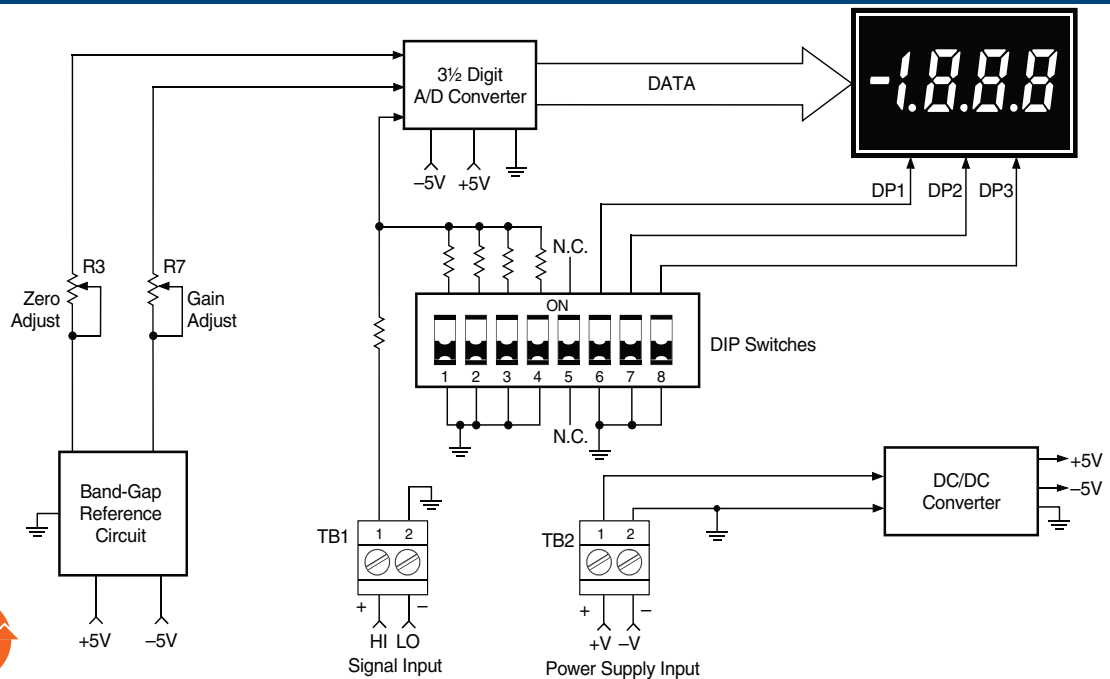 3½ Digit
A/D Converter
DATA
-1.8.8.8
–5V +5V
DP1 DP2 DP3
R3
Zero
Adjust
R7
Gain
Adjust
N.C.
ON
1 2 3 4 5 6 7 8
DIP Switches
N.C.
Band-Gap
Reference
Circuit
+5V –5V
TB1
1 2
+ –
HI LO
Signal Input
TB2
1 2
+ –
+V –V
Power Supply Input
DC/DC
Converter
+5V
–5V